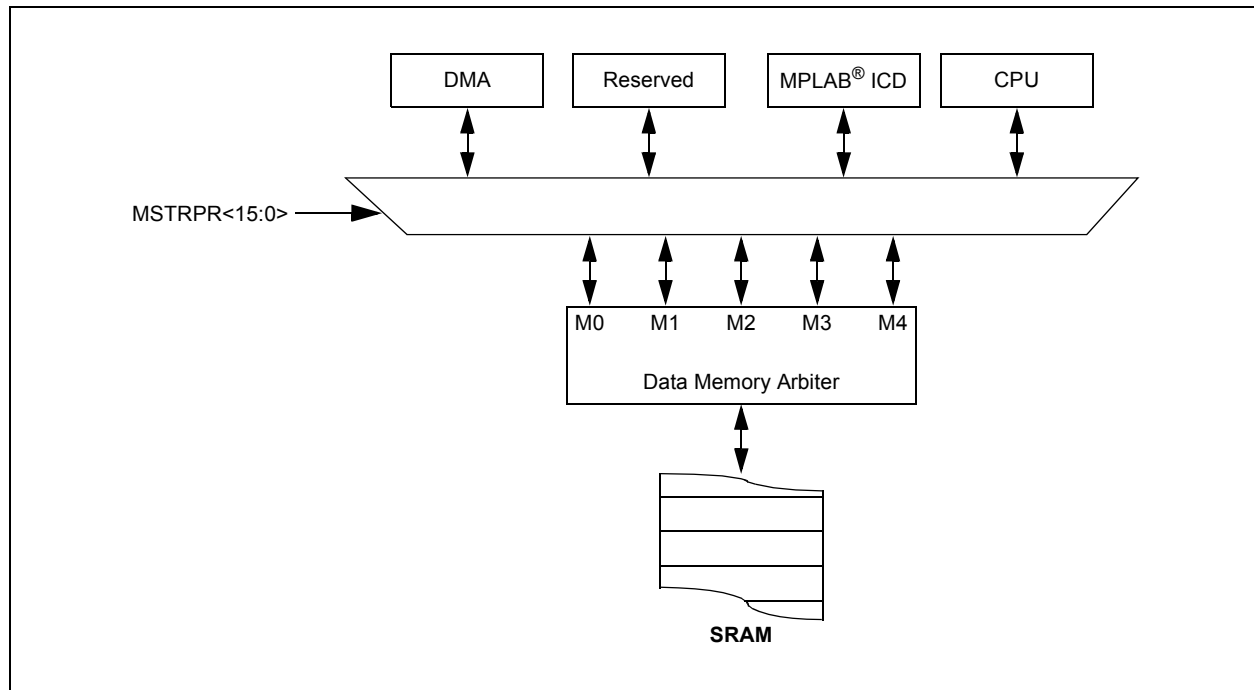 DMA
Reserved
MPLAB® ICD
CPU
MSTRPR<15:0>
M0 M1 M2 M3 M4
Data Memory Arbiter
SRAM